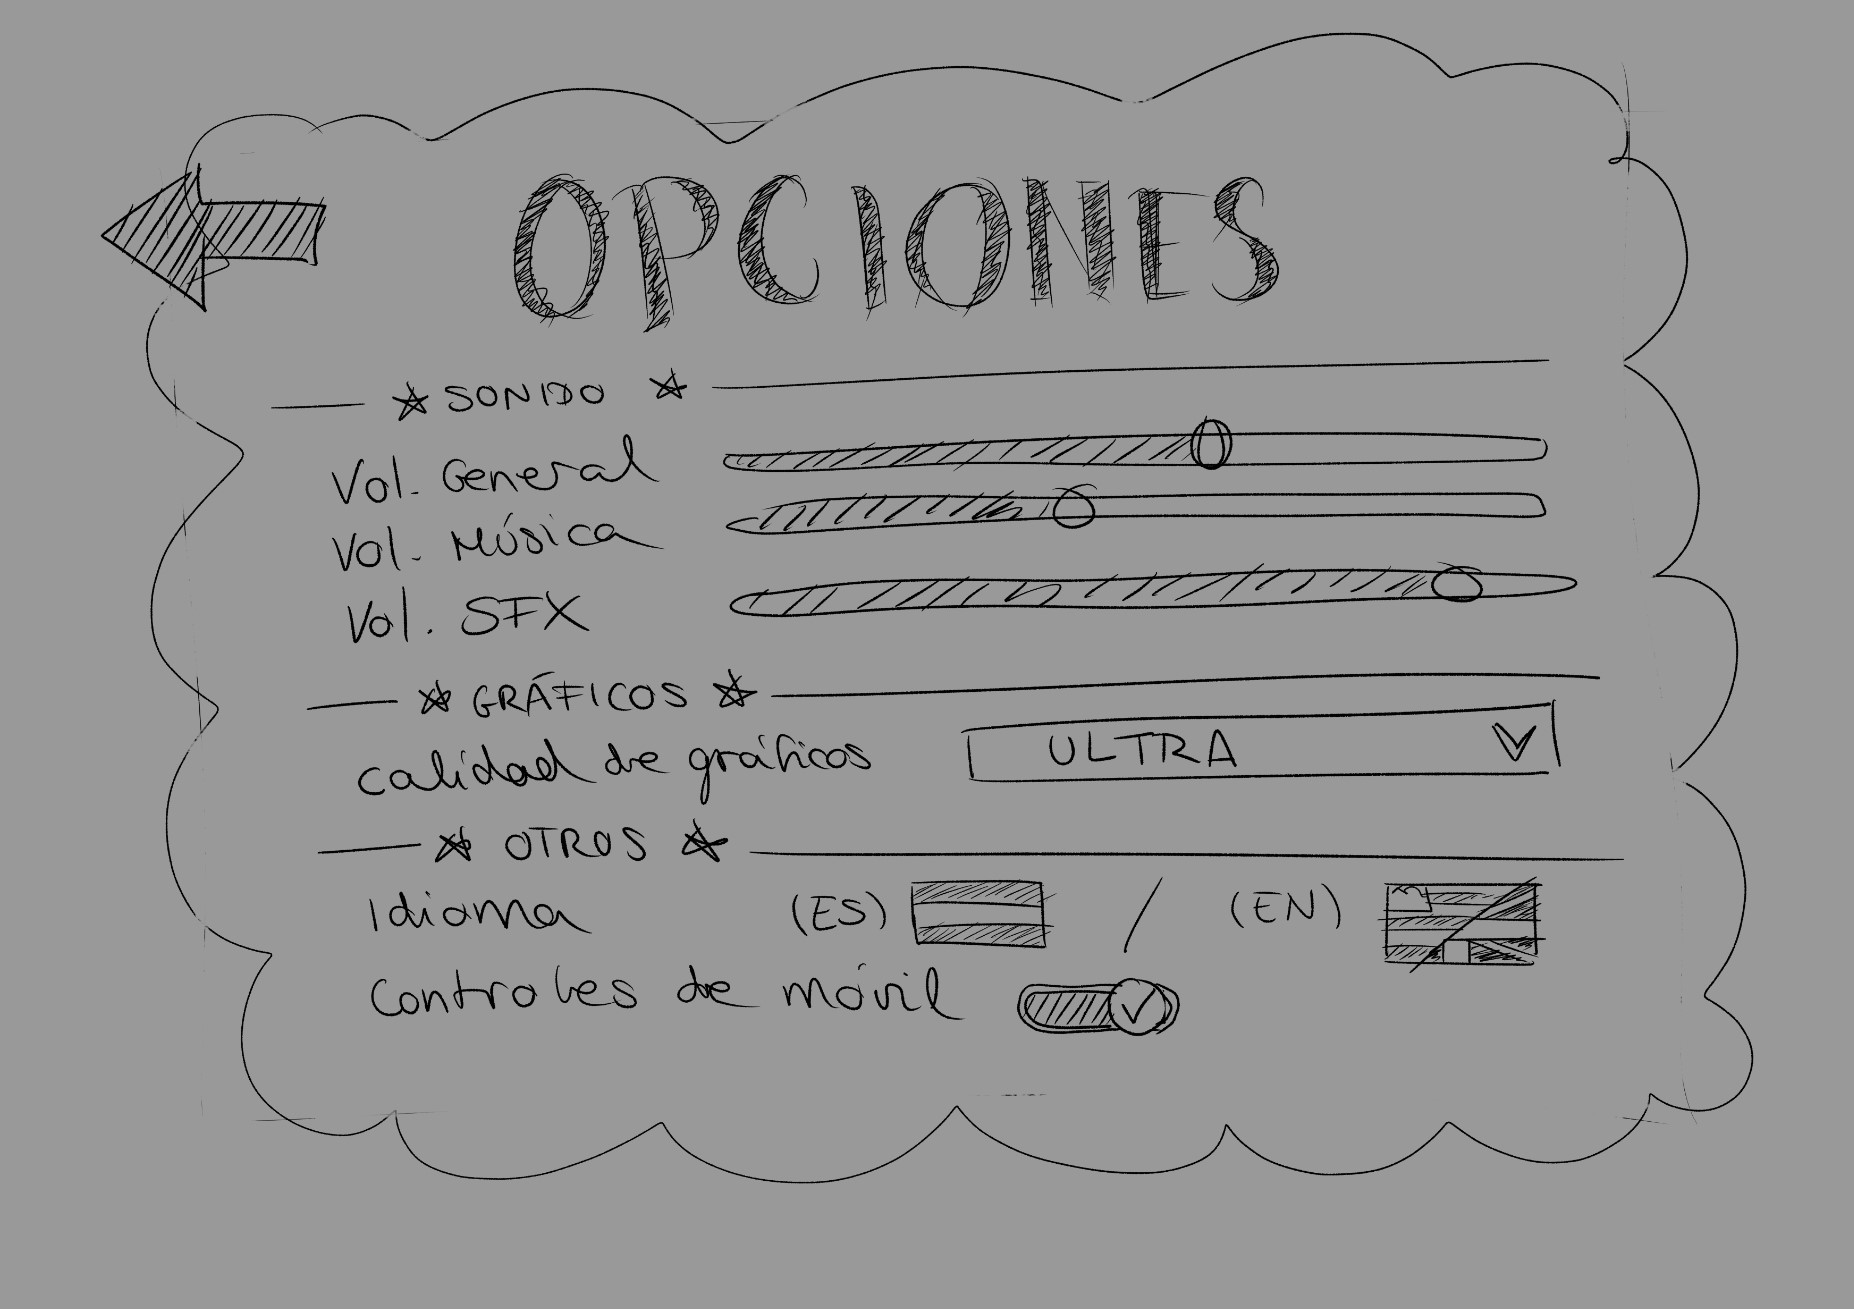 OPCIONES
SONIDO
Vol. General
Vol. Música
Vol. SFX
GRÁFICOS
calidad de gráficos ULTRA
OTROS
Idioma (ES) / (EN)
Controles de móvil